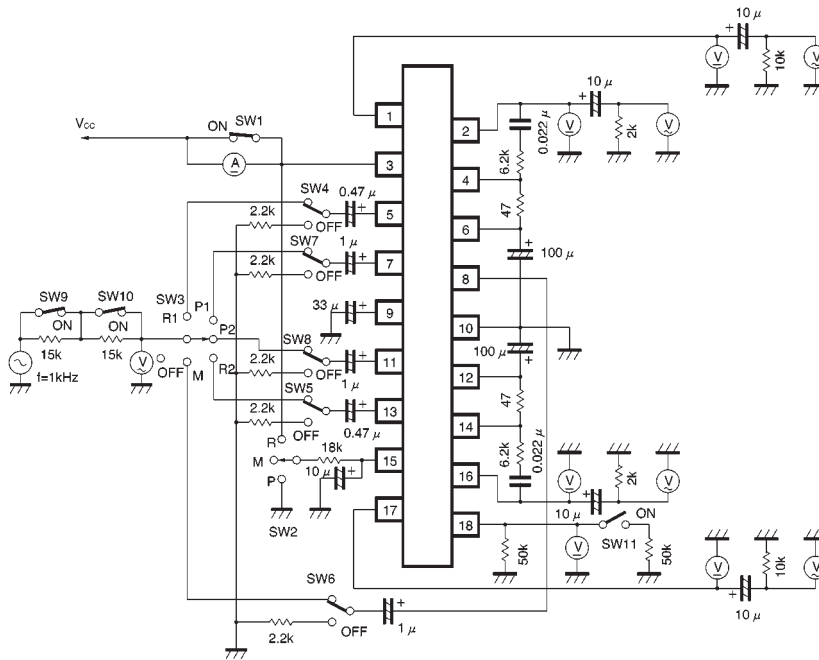 10 μ
+
V
10k
V
10 μ
+
V
2k
V
1
2
0.022 μ
6.2k
VCC
ON
SW1
A
3
4
47
SW4
0.47 μ
+
2.2k
OFF
5
6
SW7
1 μ
+
2.2k
OFF
7
+
100 μ
8
SW9
SW10
SW3
R1
P1
P2
33 μ
+
9
10
ON
ON
15k
15k
V
f=1kHz
OFF
M
R2
SW8
2.2k
OFF
+
1 μ
11
100 μ
+
12
SW5
2.2k
OFF
+
0.47 μ
13
47
14
R
M
P
SW2
18k
10 μ
+
15
6.2k
0.022 μ
16
V
+
10 μ
2k
V
17
18
50k
V
ON
SW11
50k
V
+
10 μ
10k
V
SW6
2.2k
OFF
+
1 μ